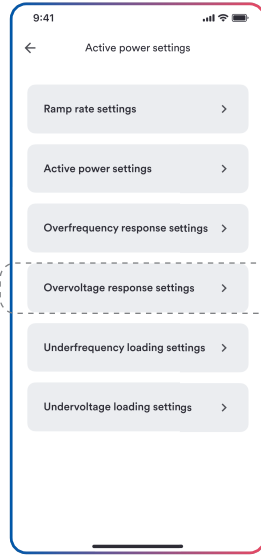 9:41
Active power settings
Ramp rate settings
Active power settings
Overfrequency response settings
Overvoltage response settings
Underfrequency loading settings
Undervoltage loading settings